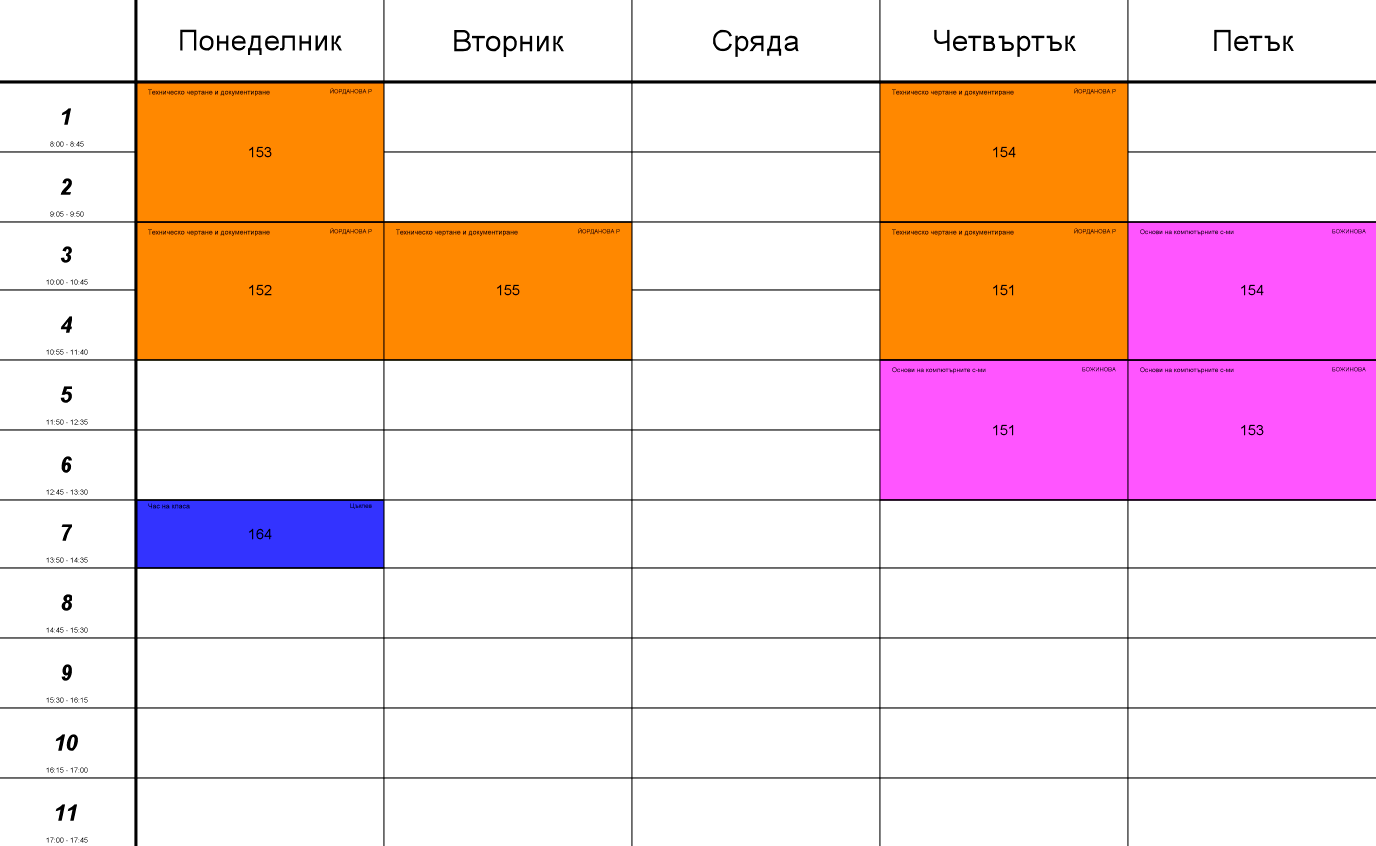 Понеделник Вторник Сряда Четвъртък Петък
1
8:00 - 8:45
Техническо чертане и документиране ЙОРДАНОВА Р
153
Техническо чертане и документиране ЙОРДАНОВА Р
154
2
9:05 - 9:50
3
10:00 - 10:45
Техническо чертане и документиране ЙОРДАНОВА Р
152
Техническо чертане и документиране ЙОРДАНОВА Р
155
Техническо чертане и документиране ЙОРДАНОВА Р
151
Основи на компютърните с-ми БОЖИНОВА
154
4
10:55 - 11:40
5
11:50 - 12:35
Основи на компютърните с-ми БОЖИНОВА
151
Основи на компютърните с-ми БОЖИНОВА
153
6
12:45 - 13:30
7
13:50 - 14:35
Час на класа
164
8
14:45 - 15:30
9
15:30 - 16:15
10
16:15 - 17:00
11
17:00 - 17:45